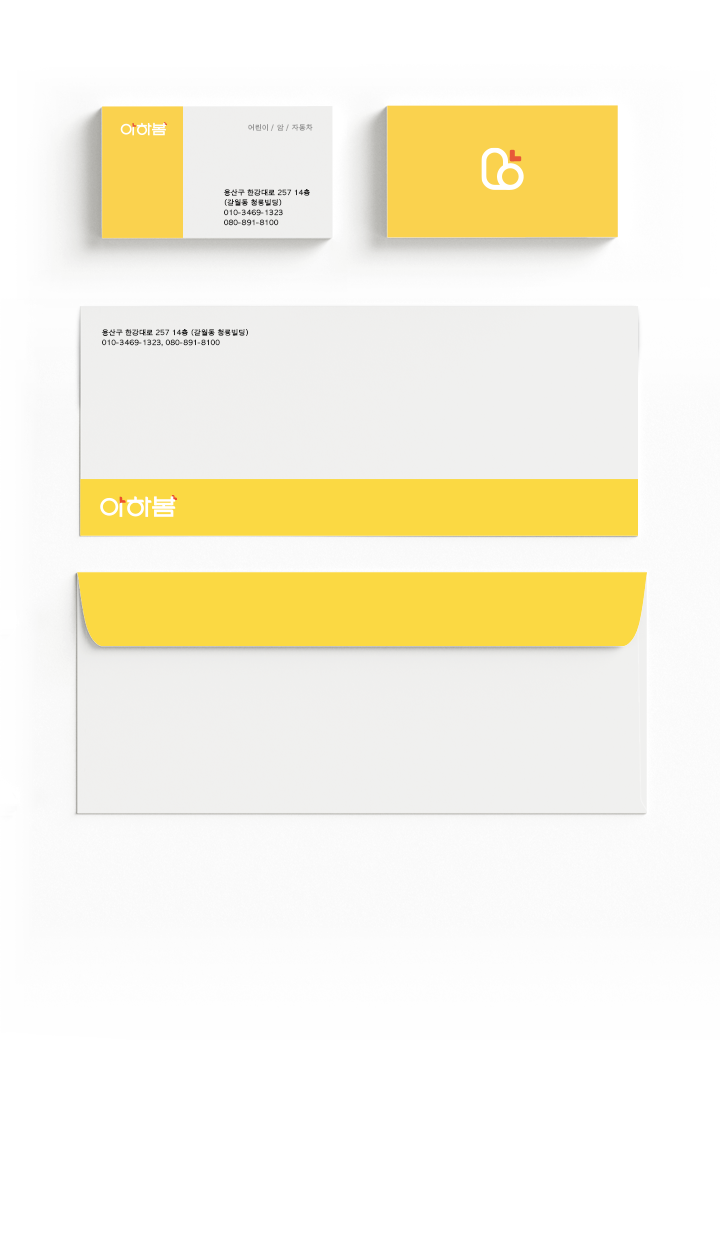 아하봄
어린이 / 암 / 자동차
용산구 한강대로 257 14층
(갈월동 청룡빌딩)
010-3469-1323
080-891-8100
용산구 한강대로 257 14층 (갈월동 청룡빌딩)
010-3469-1323, 080-891-8100
아하봄